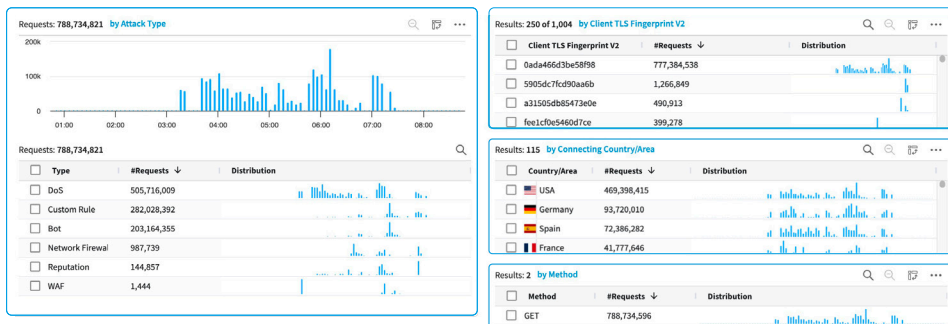 Requests: 788,734,821 by Attack Type
200k
100k
0
01:00 02:00 03:00 04:00 05:00 06:00 07:00 08:00
Requests: 788,734,821
Type #Requests ↓ Distribution
DoS 505,716,009
Custom Rule 282,028,392
Bot 203,164,355
Network Firewal 987,739
Reputation 144,857
WAF 1,444
Results: 250 of 1,004 by Client TLS Fingerprint V2
Client TLS Fingerprint V2 #Requests ↓ Distribution
0ada466d3be58f98 777,384,538
5905dc7fcd90aa6b 1,266,849
a31505db85473e0e 490,913
fee1cf0e5460d7ce 399,278
Results: 115 by Connecting Country/Area
Country/Area #Requests ↓ Distribution
USA 469,398,415
Germany 93,720,010
Spain 72,386,282
France 41,777,646
Results: 2 by Method
Method #Requests ↓ Distribution
GET 788,734,596